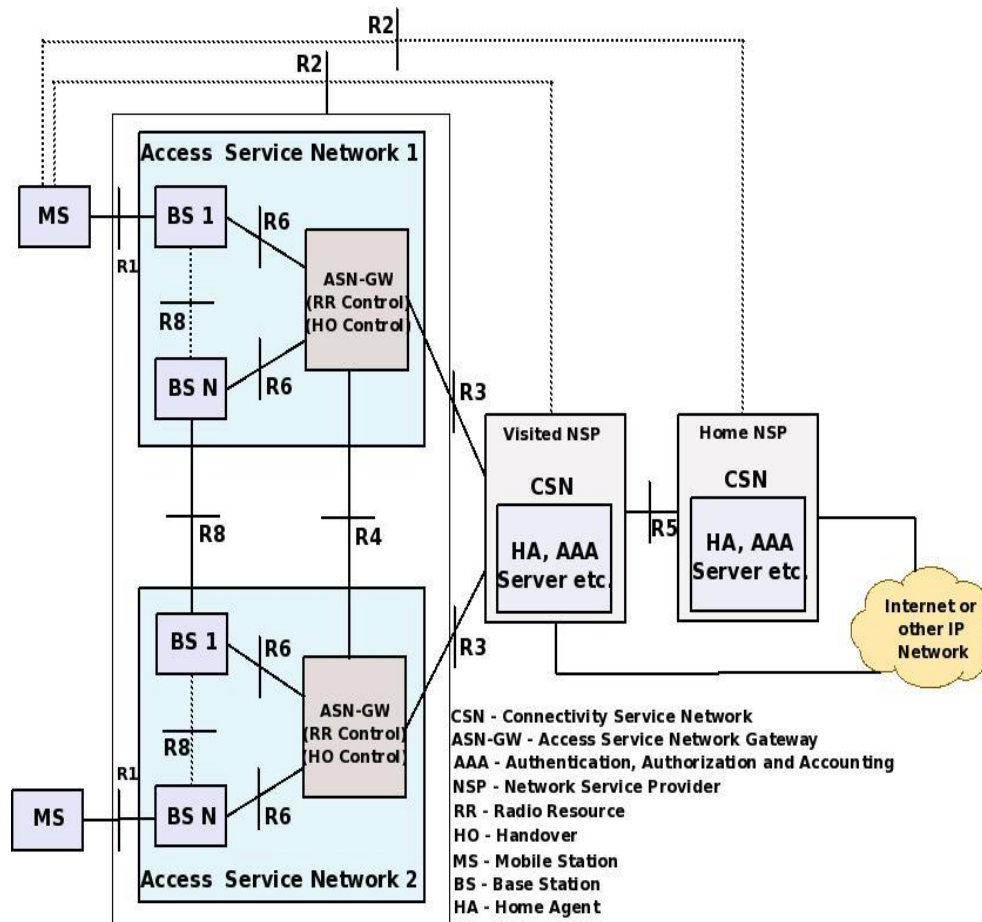 R2
R2
Access Service Network 1
MS
BS 1
R6
R1
ASN-GW
(RR Control)
(HO Control)
R8
BS N
R6
R3
Visited NSP
CSN
HA, AAA
Server etc.
R5
Home NSP
CSN
HA, AAA
Server etc.
R8
R4
Internet or
other IP
Network
BS 1
R6
R3
ASN-GW
(RR Control)
(HO Control)
R8
R1
MS
BS N
R6
Access Service Network 2
CSN - Connectivity Service Network
ASN-GW - Access Service Network Gateway
AAA - Authentication, Authorization and Accounting
NSP - Network Service Provider
RR - Radio Resource
HO - Handover
MS - Mobile Station
BS - Base Station
HA - Home Agent